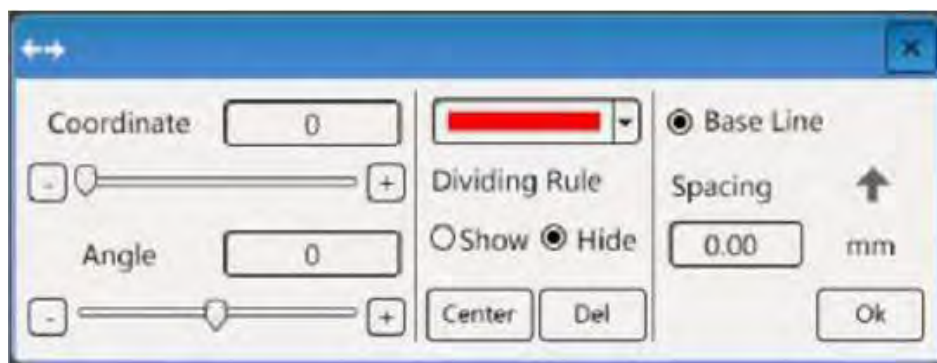 Coordinate 0
- +
Angle 0
- +
Dividing Rule
Show Hide
Center Del
Base Line
Spacing
0.00 mm
Ok